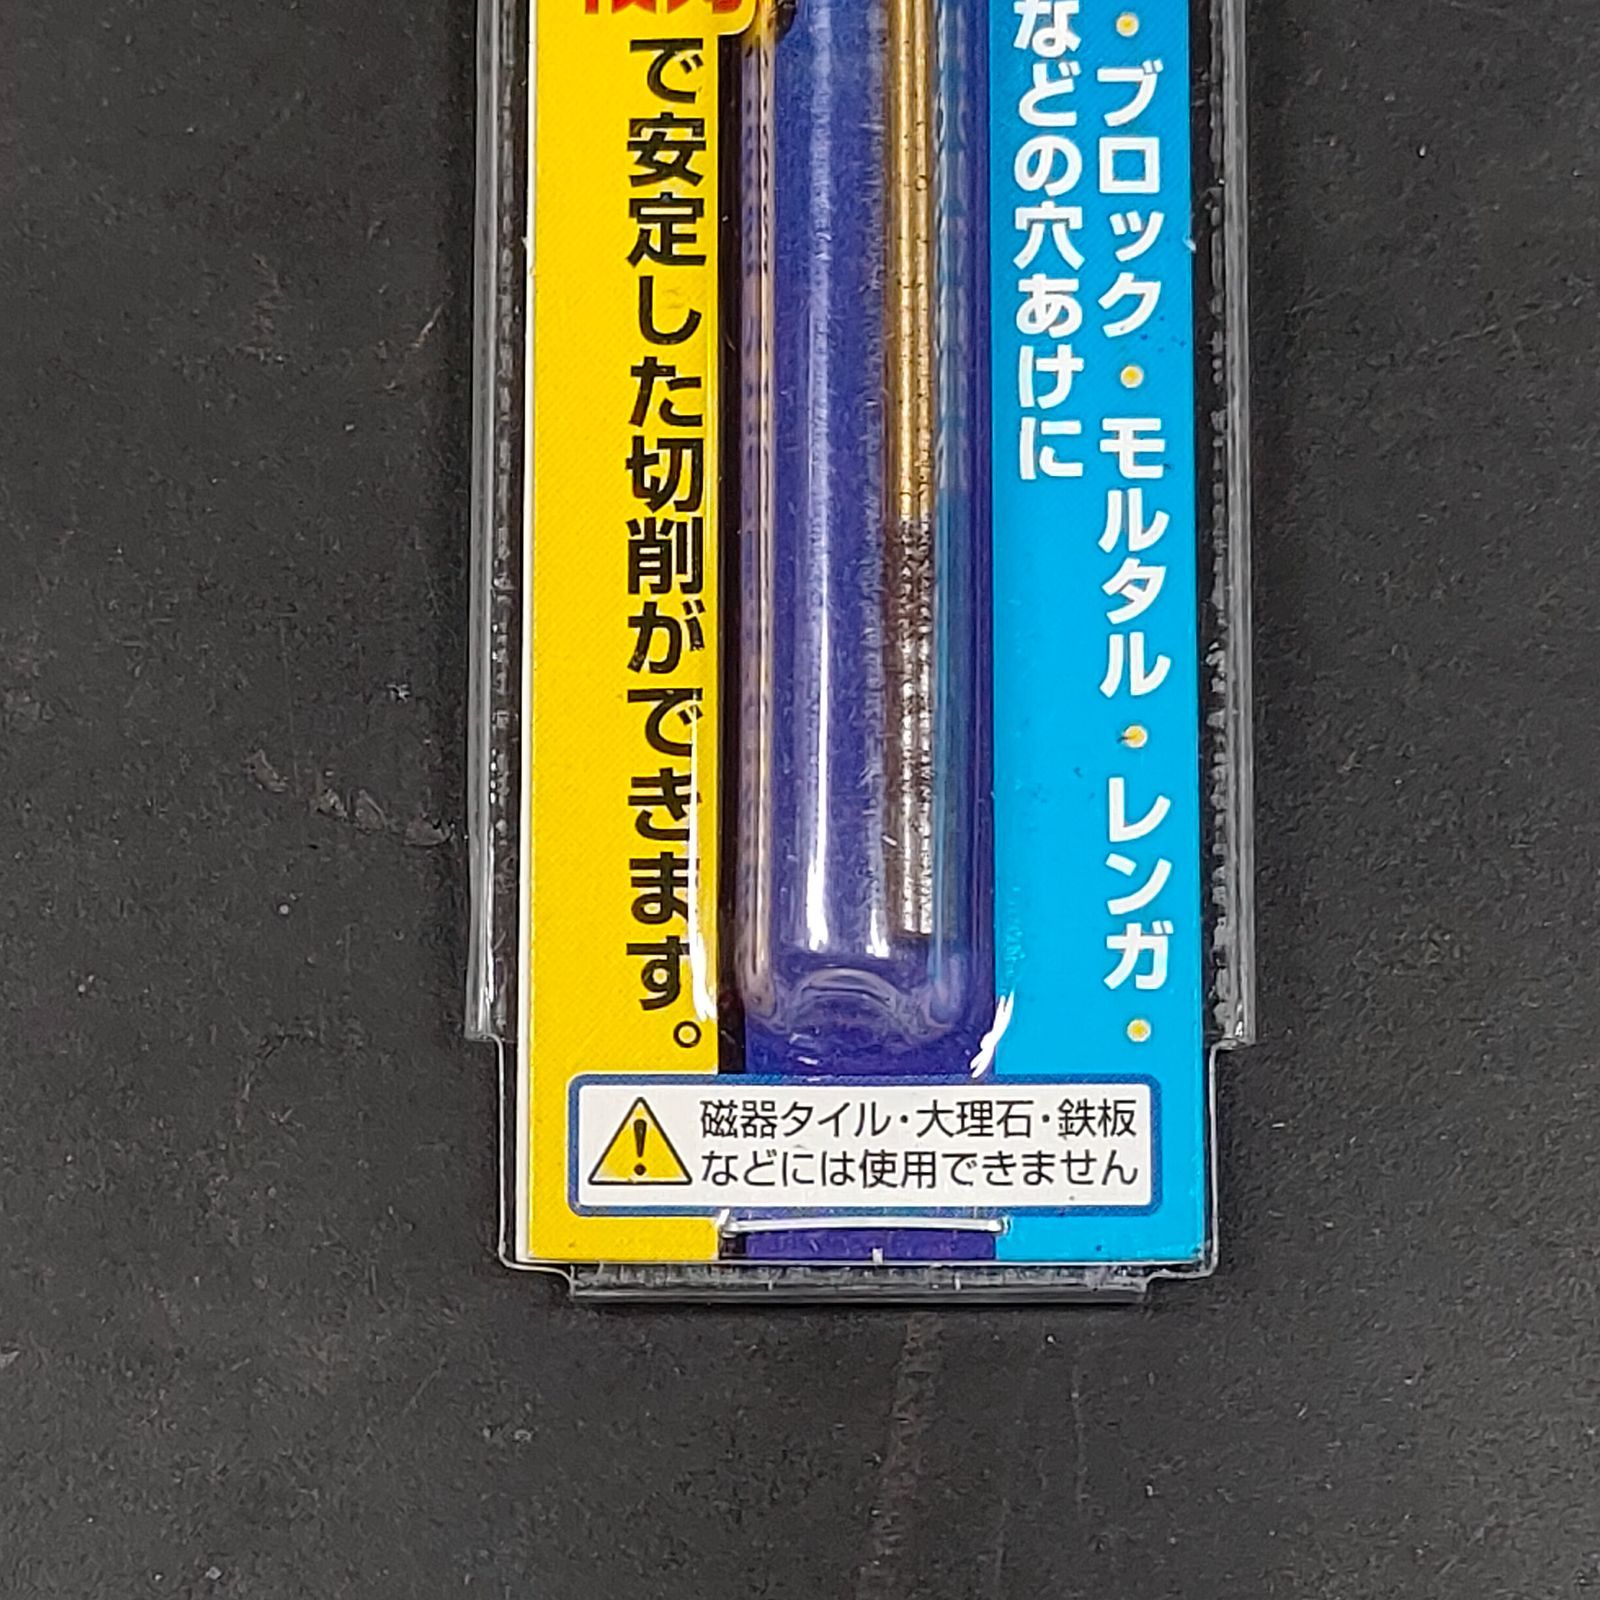 ・ブロック・モルタル・レンガ・
などの穴あけに
で安定した切削ができます。
磁器タイル・大理石・鉄板
などには使用できません